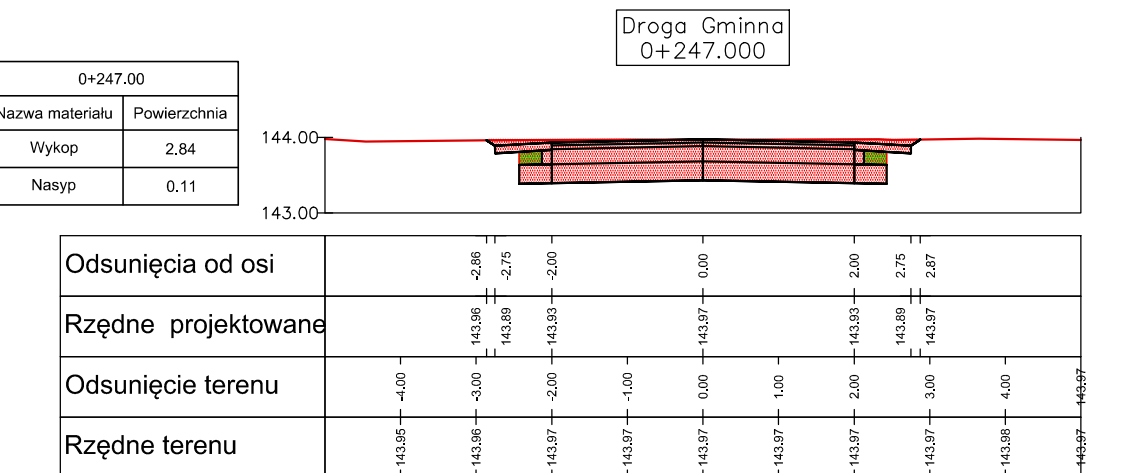 Droga Gminna
0+247.000
0+247.00
Nazwa materiału Powierzchnia
Wykop 2.84
Nasyp 0.11
144.00
143.00
Odsunięcia od osi -2.86 -2.75 -2.00 0.00 2.00 2.75 2.87
Rzędne projektowane 143.96 143.89 143.93 143.97 143.93 143.89 143.97
Odsunięcie terenu -4.00 -3.00 -2.00 -1.00 0.00 1.00 2.00 3.00 4.00 143.97
Rzędne terenu 143.95 143.96 143.97 143.97 143.97 143.97 143.97 143.97 143.98 143.97